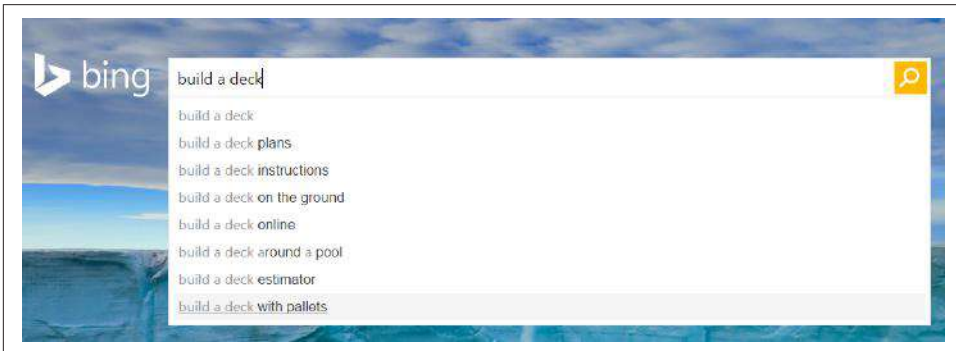 bing
build a deck
build a deck
build a deck plans
build a deck instructions
build a deck on the ground
build a deck online
build a deck around a pool
build a deck estimator
build a deck with pallets